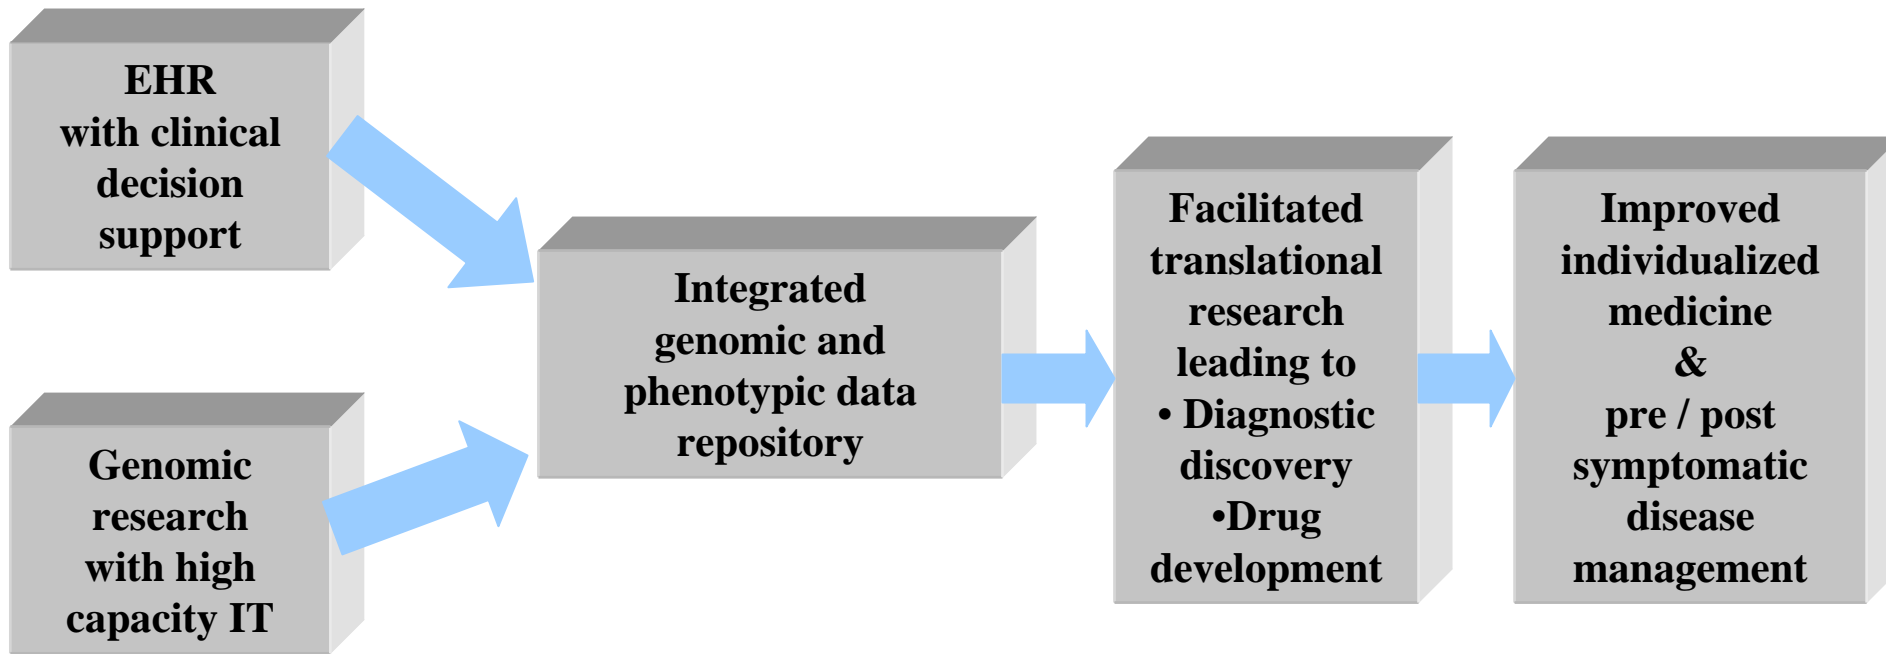 EHR
with clinical
decision
support
Genomic
research
with high
capacity IT
Integrated
genomic and
phenotypic data
repository
Facilitated
translational
research
leading to
• Diagnostic
discovery
•Drug
development
Improved
individualized
medicine
&
pre / post
symptomatic
disease
management